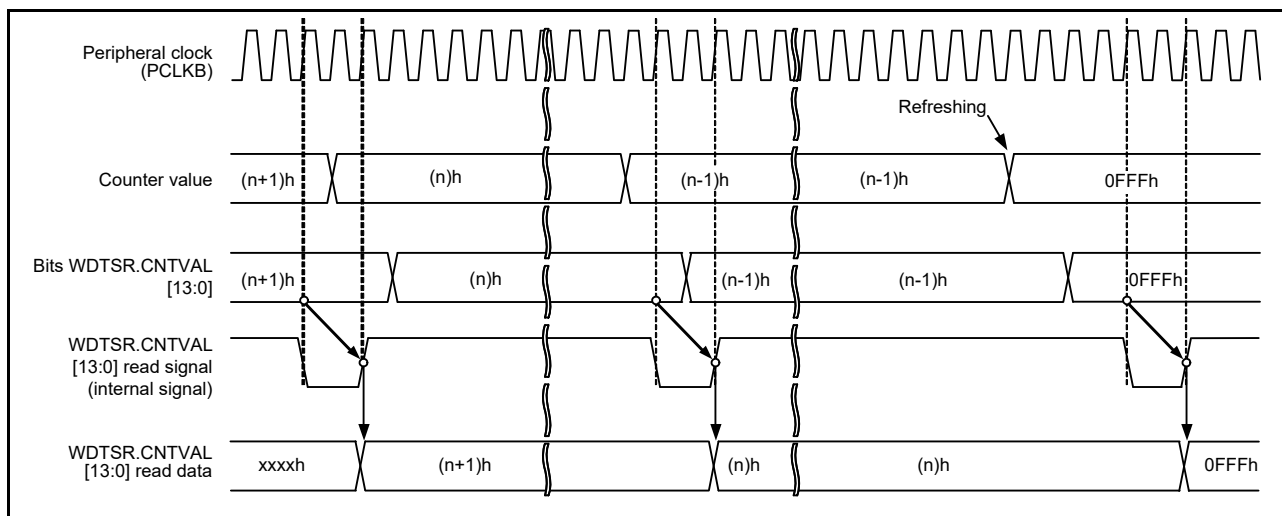 Peripheral clock
(PCLKB)
Refreshing
Counter value
(n+1)h
(n)h
(n-1)h
(n-1)h
0FFFh
Bits WDTSR.CNTVAL
[13:0]
(n+1)h
(n)h
(n-1)h
(n-1)h
0FFFh
WDTSR.CNTVAL
[13:0] read signal
(internal signal)
WDTSR.CNTVAL
[13:0] read data
xxxxh
(n+1)h
(n)h
(n)h
0FFFh